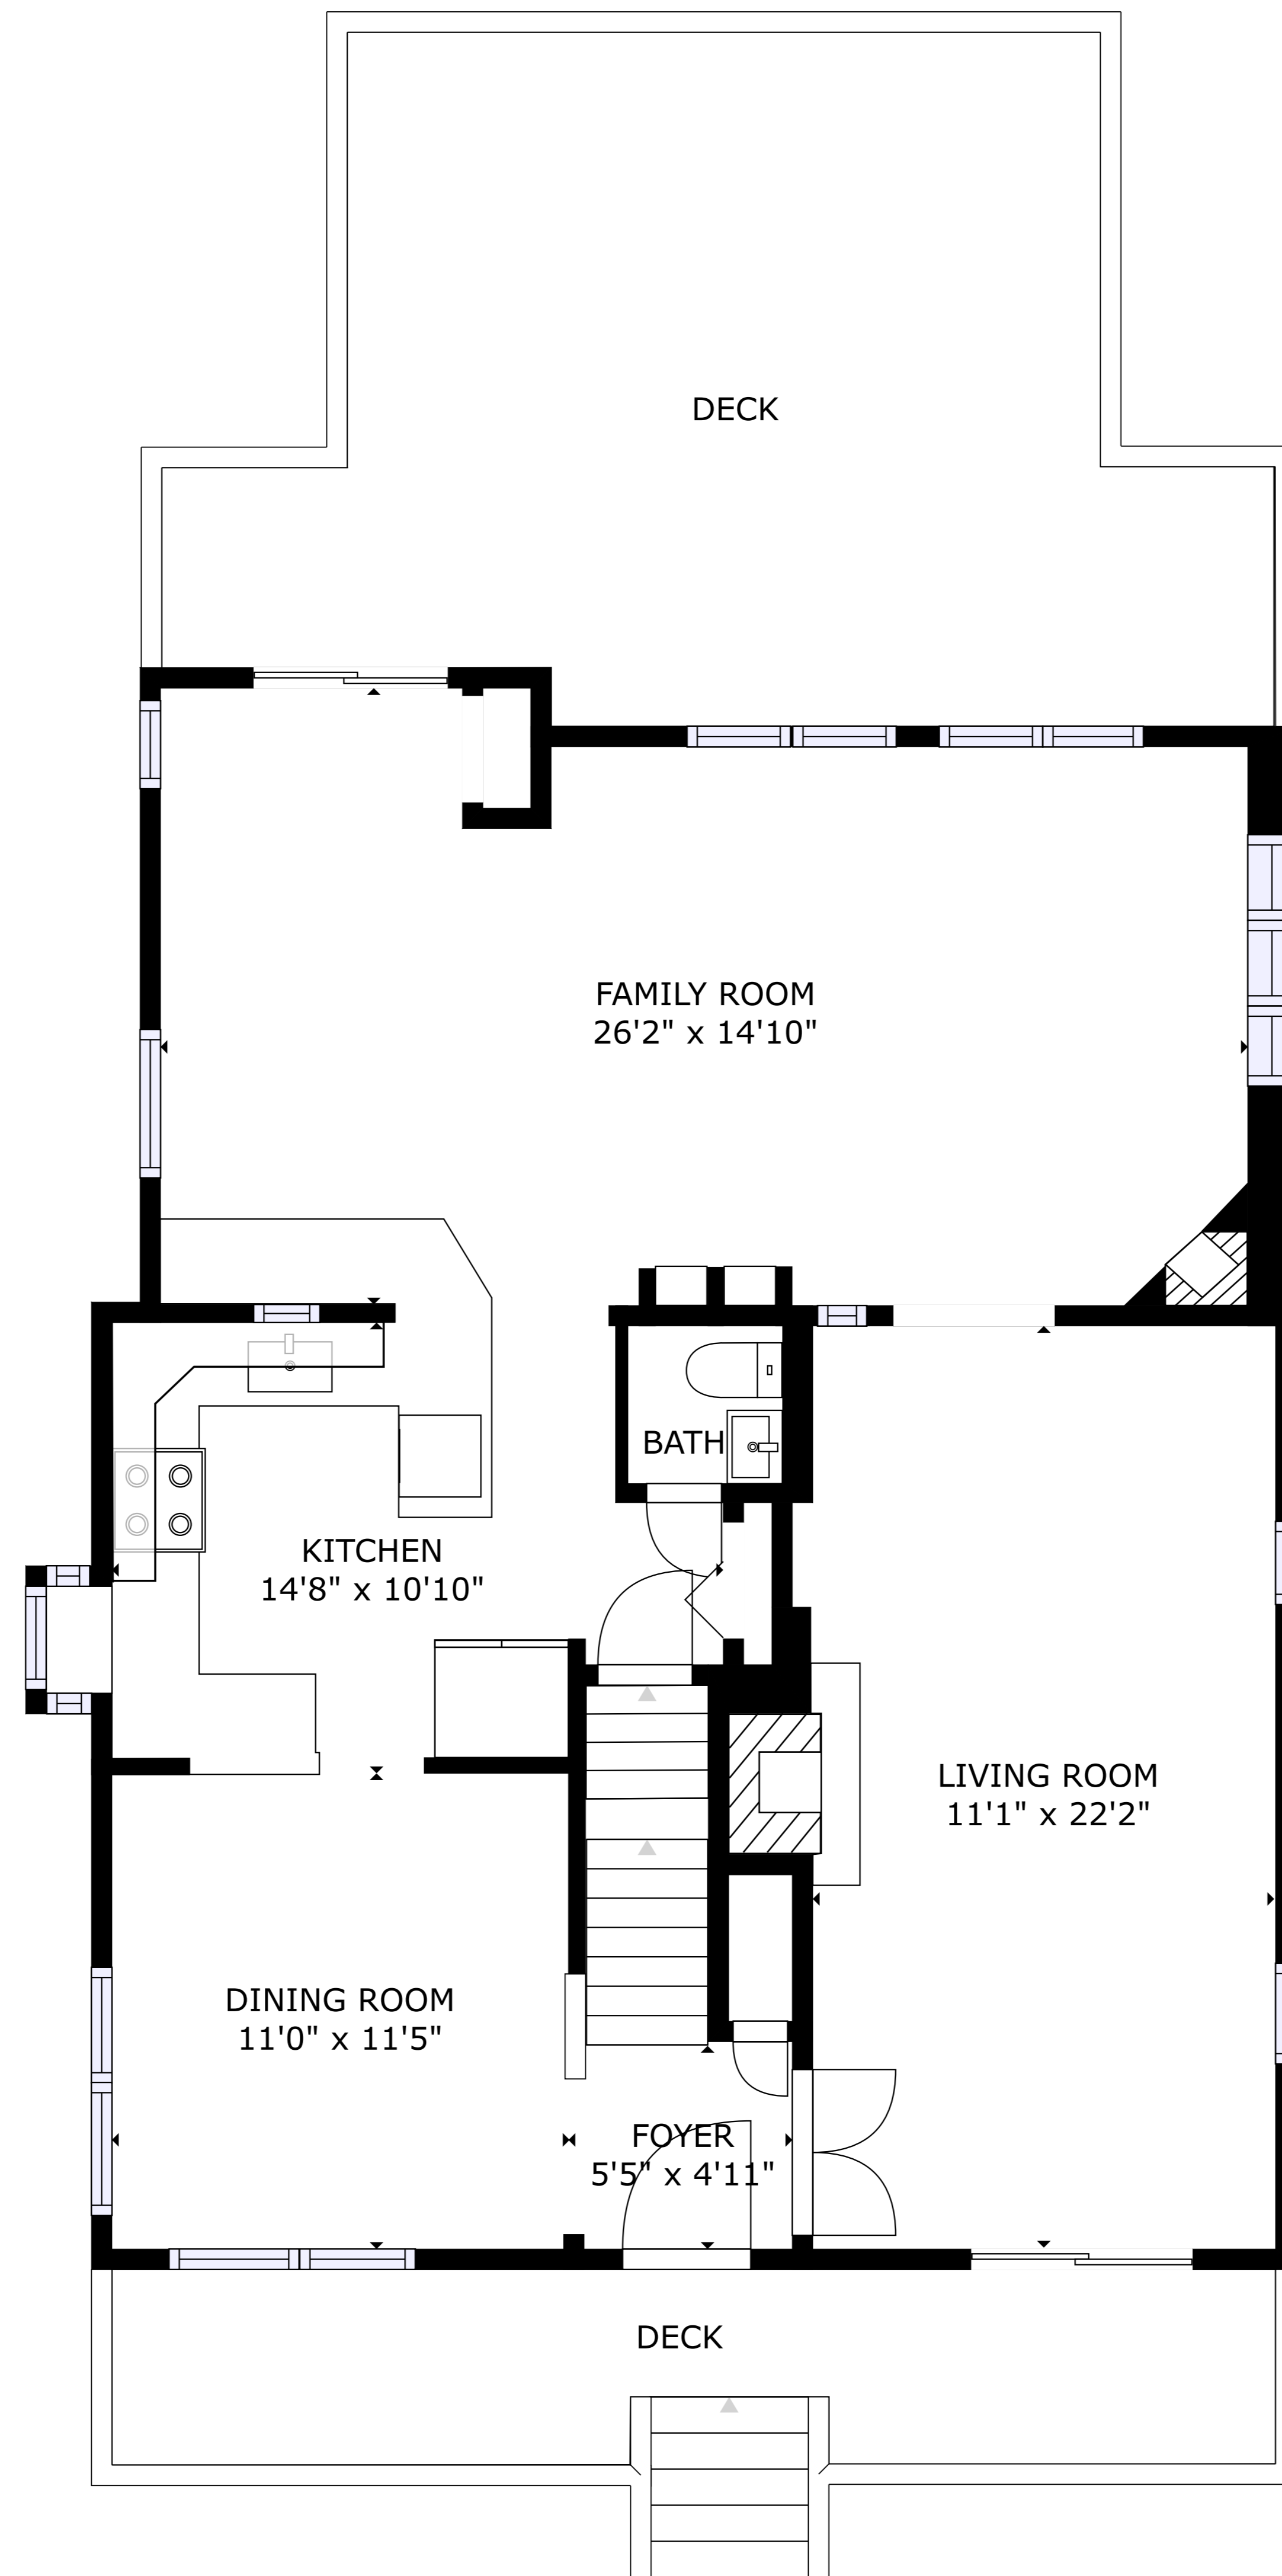 DECK
FAMILY ROOM
26'2" x 14'10"
BATH
KITCHEN
14'8" x 10'10"
LIVING ROOM
11'1" x 22'2"
DINING ROOM
11'0" x 11'5"
FOYER
5'5" x 4'11"
DECK